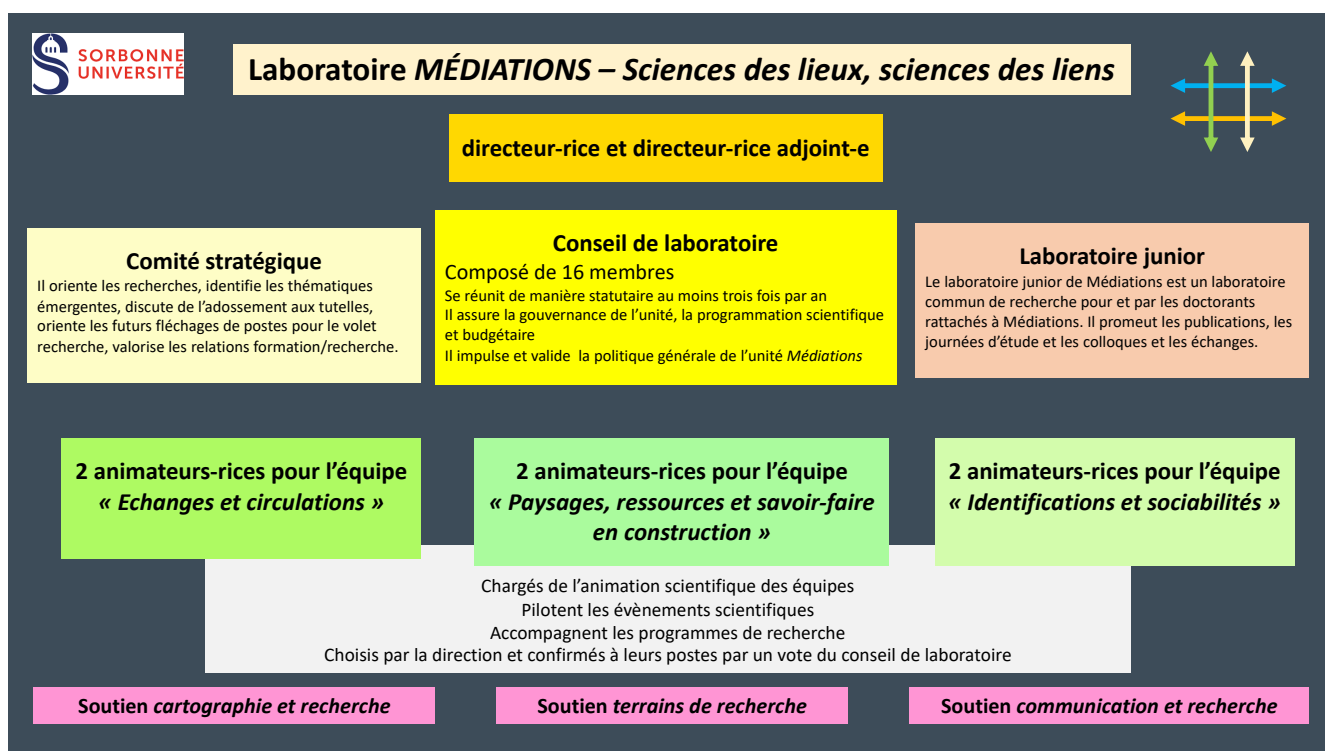 SORBONNE
UNIVERSITÉ
Laboratoire MÉDIATIONS – Sciences des lieux, sciences des liens
directeur-rice et directeur-rice adjoint-e
Comité stratégique
Il oriente les recherches, identifie les thématiques
émergentes, discute de l’adossement aux tutelles,
oriente les futurs fléchages de postes pour le volet
recherche, valorise les relations formation/recherche.
Conseil de laboratoire
Composé de 16 membres
Se réunit de manière statutaire au moins trois fois par an
Il assure la gouvernance de l’unité, la programmation scientifique
et budgétaire
Il impulse et valide la politique générale de l’unité Médiations
Laboratoire junior
Le laboratoire junior de Médiations est un laboratoire
commun de recherche pour et par les doctorants
rattachés à Médiations. Il promeut les publications, les
journées d’étude et les colloques et les échanges.
2 animateurs-rices pour l’équipe
« Echanges et circulations »
2 animateurs-rices pour l’équipe
« Paysages, ressources et savoir-faire
en construction »
2 animateurs-rices pour l’équipe
« Identifications et sociabilités »
Chargés de l’animation scientifique des équipes
Pilotent les évènements scientifiques
Accompagnent les programmes de recherche
Choisis par la direction et confirmés à leurs postes par un vote du conseil de laboratoire
Soutien cartographie et recherche
Soutien terrains de recherche
Soutien communication et recherche